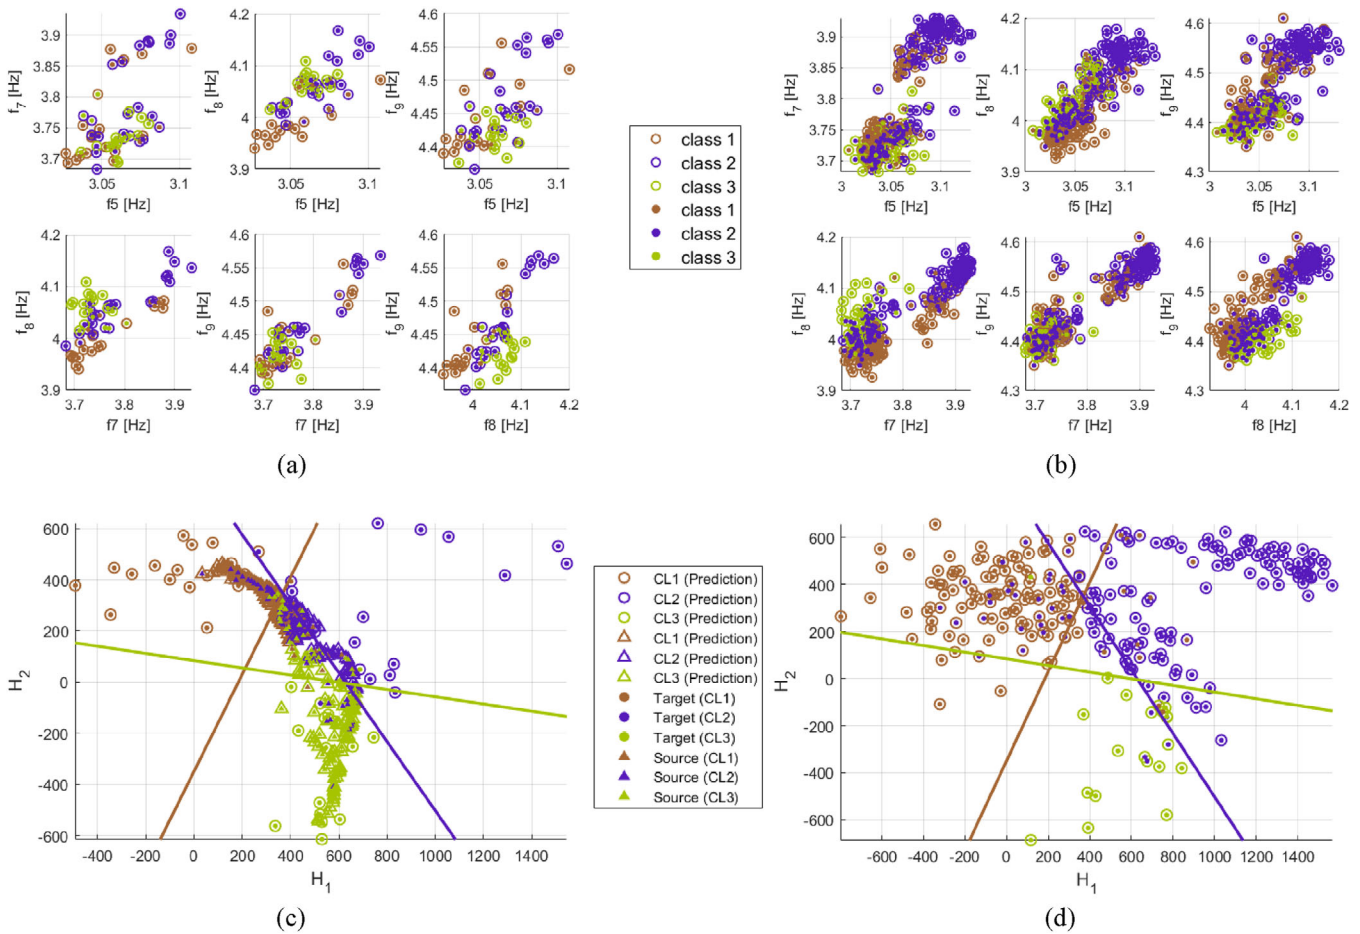 3.9
3.85
3.8
3.75
3.7
f7 [Hz]
3.05 3.1
f5 [Hz]
4.2
4.1
4
3.9
f8 [Hz]
3.05 3.1
f5 [Hz]
4.6
4.55
4.5
4.45
4.4
f9 [Hz]
3.05 3.1
f5 [Hz]
4.2
4.1
4
3.9
f8 [Hz]
3.7 3.8 3.9
f7 [Hz]
4.6
4.55
4.5
4.45
4.4
f9 [Hz]
3.7 3.8 3.9
f7 [Hz]
4.6
4.55
4.5
4.45
4.4
f9 [Hz]
4 4.1 4.2
f8 [Hz]
(a)
class 1
class 2
class 3
class 1
class 2
class 3
3.9
3.85
3.8
3.75
3.7
f7 [Hz]
3 3.05 3.1
f5 [Hz]
4.2
4.1
4
3.9
f8 [Hz]
3 3.05 3.1
f5 [Hz]
4.6
4.5
4.4
4.3
f9 [Hz]
3 3.05 3.1
f5 [Hz]
4.2
4.1
4
3.9
f8 [Hz]
3.7 3.8 3.9
f7 [Hz]
4.6
4.5
4.4
4.3
f9 [Hz]
3.7 3.8 3.9
f7 [Hz]
4.6
4.5
4.4
4.3
f9 [Hz]
4 4.1 4.2
f8 [Hz]
(b)
600
400
200
0
-200
-400
-600
H2
-400 -200 0 200 400 600 800 1000 1200 1400
H1
(c)
CL1 (Prediction)
CL2 (Prediction)
CL3 (Prediction)
CL1 (Prediction)
CL2 (Prediction)
CL3 (Prediction)
Target (CL1)
Target (CL2)
Target (CL3)
Source (CL1)
Source (CL2)
Source (CL3)
600
400
200
0
-200
-400
-600
H2
-600 -400 -200 0 200 400 600 800 1000 1200 1400
H1
(d)